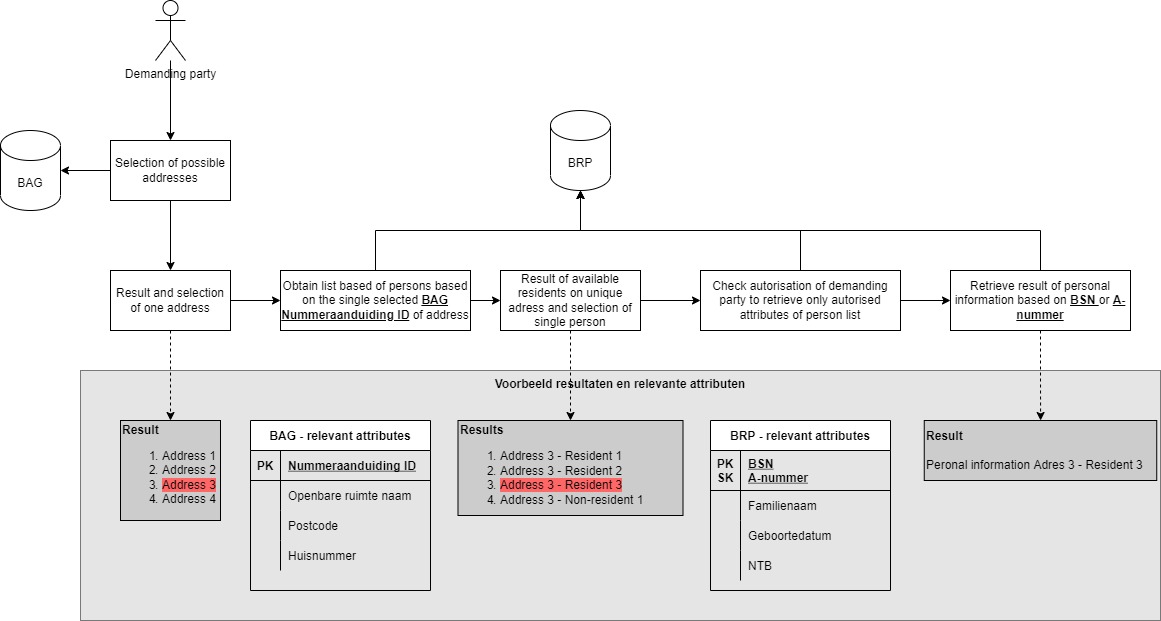 Demanding party
BAG
Selection of possible
addresses
BRP
Result and selection
of one address
Obtain list based of persons based
on the single selected BAG
Nummeraanduiding ID of address
Result of available
residents on unique
adress and selection of
single person
Check autorisation of demanding
party to retrieve only autorised
attributes of person list
Retrieve result of personal
information based on BSN or A-
nummer
Voorbeeld resultaten en relevante attributen
Result
1. Address 1
2. Address 2
3. Address 3
4. Address 4
BAG - relevant attributes
PK Nummeraanduiding ID
Openbare ruimte naam
Postcode
Huisnummer
Results
1. Address 3 - Resident 1
2. Address 3 - Resident 2
3. Address 3 - Resident 3
4. Address 3 - Non-resident 1
BRP - relevant attributes
PK BSN
SK A-nummer
Familienaam
Geboortedatum
NTB
Result
Peronal information Adres 3 - Resident 3